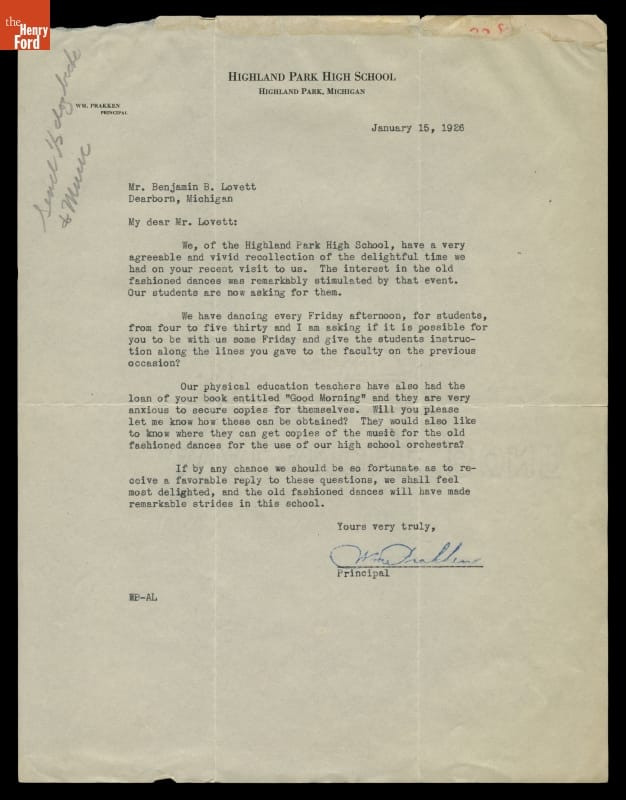 the
Henry
Ford
HIGHLAND PARK HIGH SCHOOL
HIGHLAND PARK, MICHIGAN
WM. PRAKKEN
PRINCIPAL
Send ½ doz
& Music
January 15, 1926
Mr. Benjamin B. Lovett
Dearborn, Michigan
My dear Mr. Lovett:
We, of the Highland Park High School, have a very
agreeable and vivid recollection of the delightful time we
had on your recent visit to us. The interest in the old
fashioned dances was remarkably stimulated by that event.
Our students are now asking for them.
We have dancing every Friday afternoon, for students,
from four to five thirty and I am asking if it is possible for
you to be with us some Friday and give the students instruc-
tion along the lines you gave to the faculty on the previous
occasion?
Our physical education teachers have also had the
loan of your book entitled "Good Morning" and they are very
anxious to secure copies for themselves. Will you please
let me know how these can be obtained? They would also like
to know where they can get copies of the music for the old
fashioned dances for the use of our high school orchestra?
If by any chance we should be so fortunate as to re-
ceive a favorable reply to these questions, we shall feel
most delighted, and the old fashioned dances will have made
remarkable strides in this school.
Yours very truly,
Wm Prakken
Principal
WP-AL